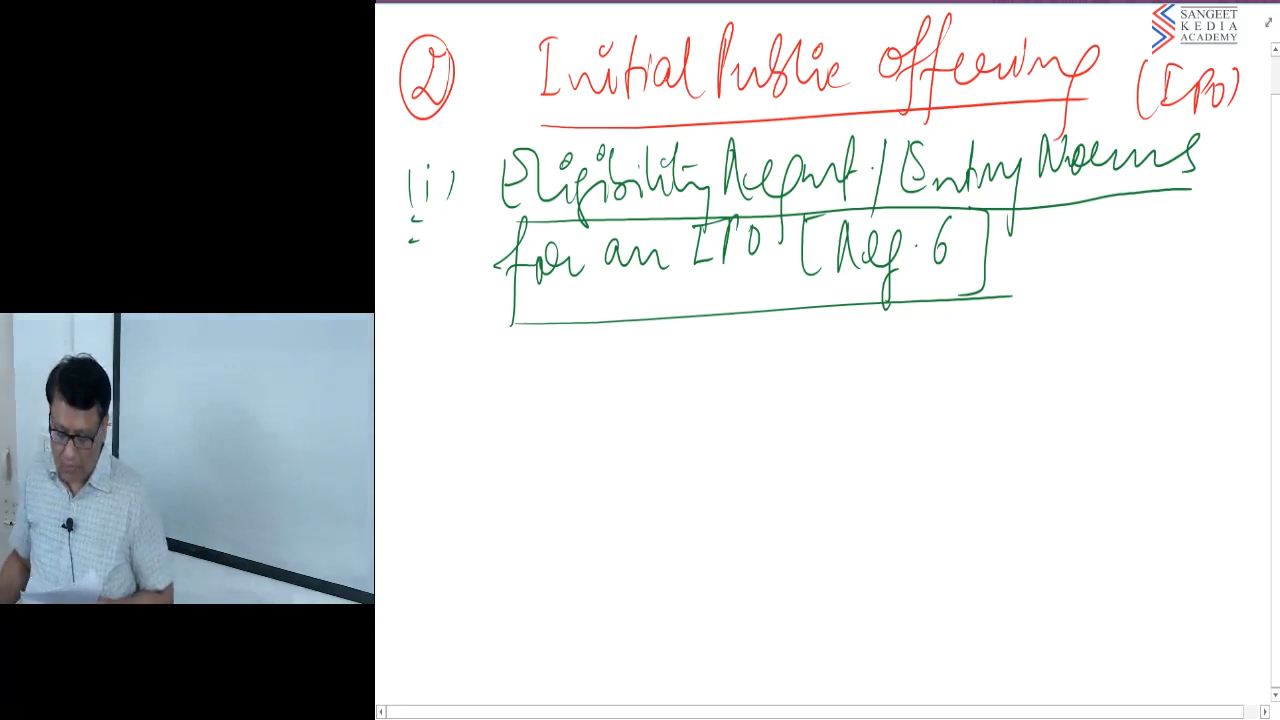 SANGEET
KEDIA
ACADEMY
② Initial Public Offering (IPO)
(i) Eligibility Reqmt. / Entry Norms
for an IPO [Reg. 6]